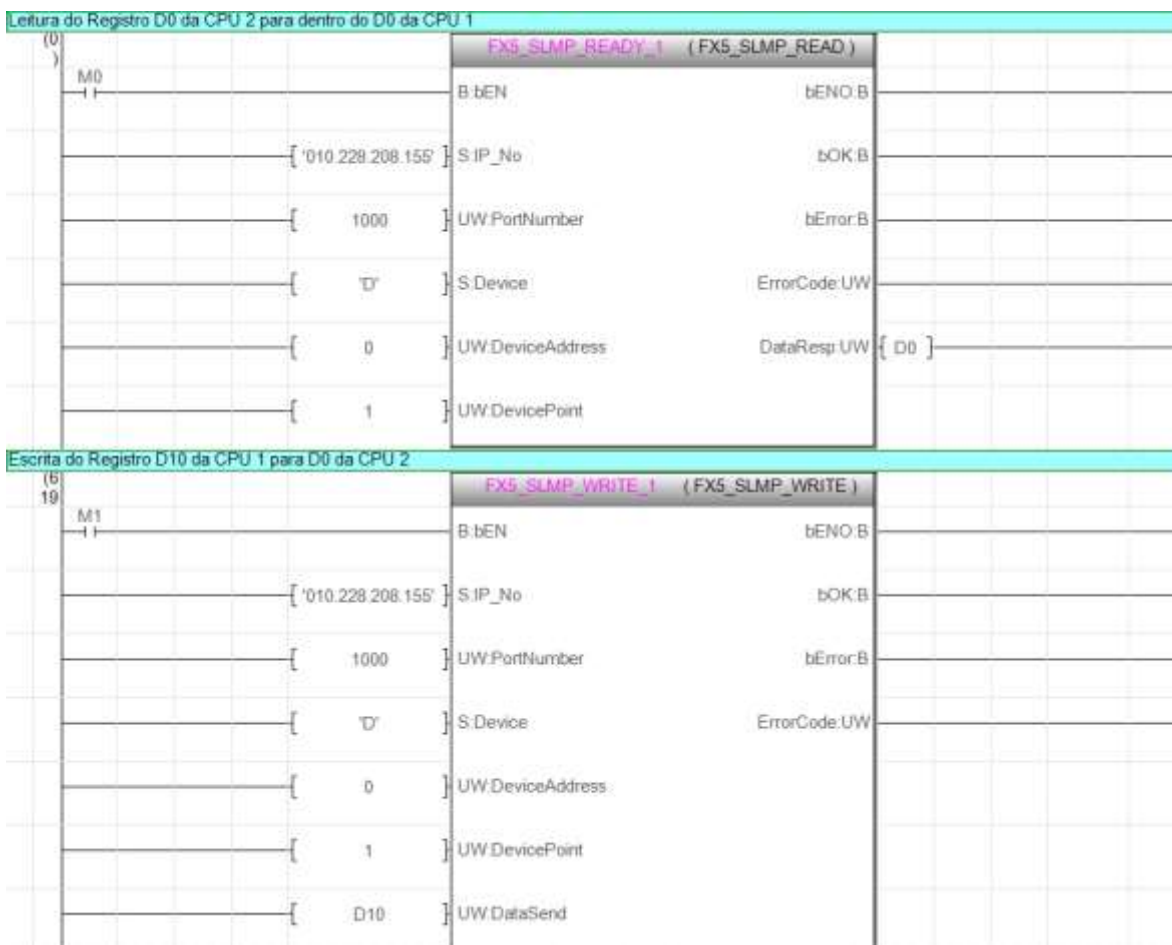 Leitura do Registro D0 da CPU 2 para dentro do D0 da CPU 1
(0
)
FX5_SLMP_READY_1 (FX5_SLMP_READ)
M0
B:bEN bENO:B
'010.228.208.155' S:IP_No bOK:B
1000 UW:PortNumber bError:B
'D' S:Device ErrorCode:UW
0 UW:DeviceAddress DataResp:UW D0
1 UW:DevicePoint
Escrita do Registro D10 da CPU 1 para D0 da CPU 2
(6
19
FX5_SLMP_WRITE_1 (FX5_SLMP_WRITE)
M1
B:bEN bENO:B
'010.228.208.155' S:IP_No bOK:B
1000 UW:PortNumber bError:B
'D' S:Device ErrorCode:UW
0 UW:DeviceAddress
1 UW:DevicePoint
D10 UW:DataSend